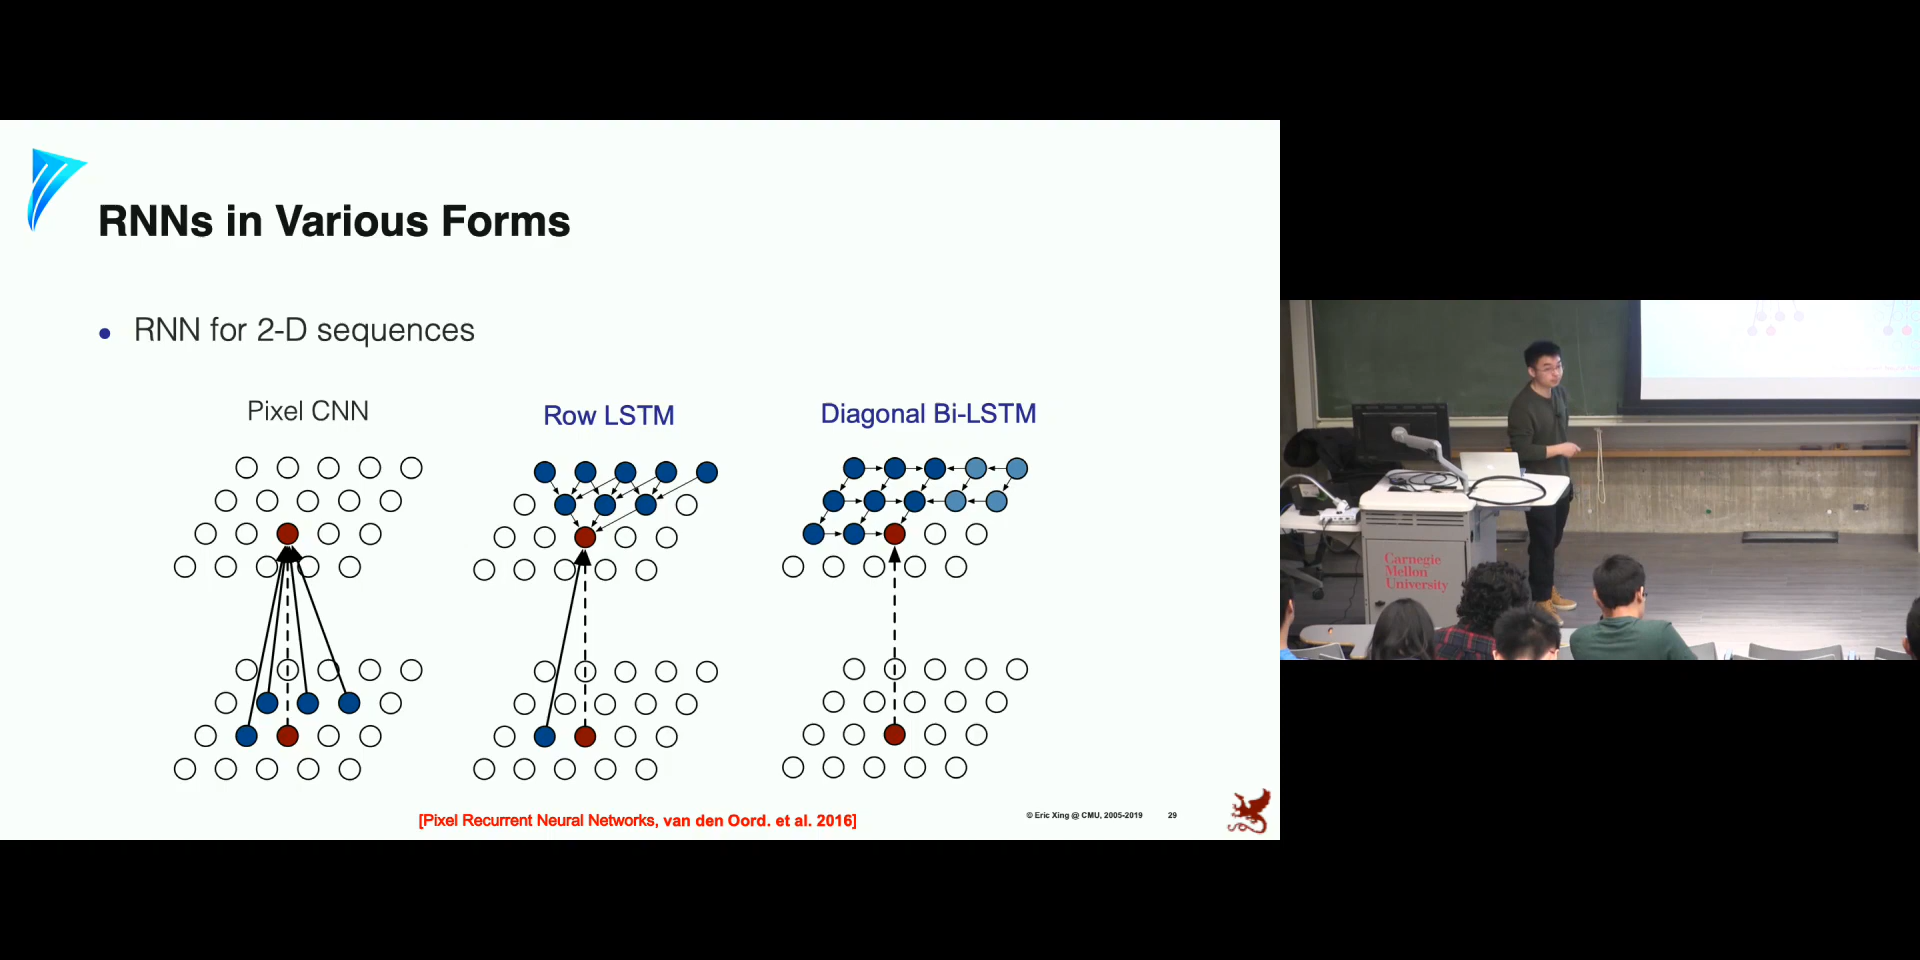 RNNs in Various Forms
• RNN for 2-D sequences
Pixel CNN
Row LSTM
Diagonal Bi-LSTM
[Pixel Recurrent Neural Networks, van den Oord. et al. 2016]
© Eric Xing @ CMU, 2005-2019
29
Carnegie
Mellon
University